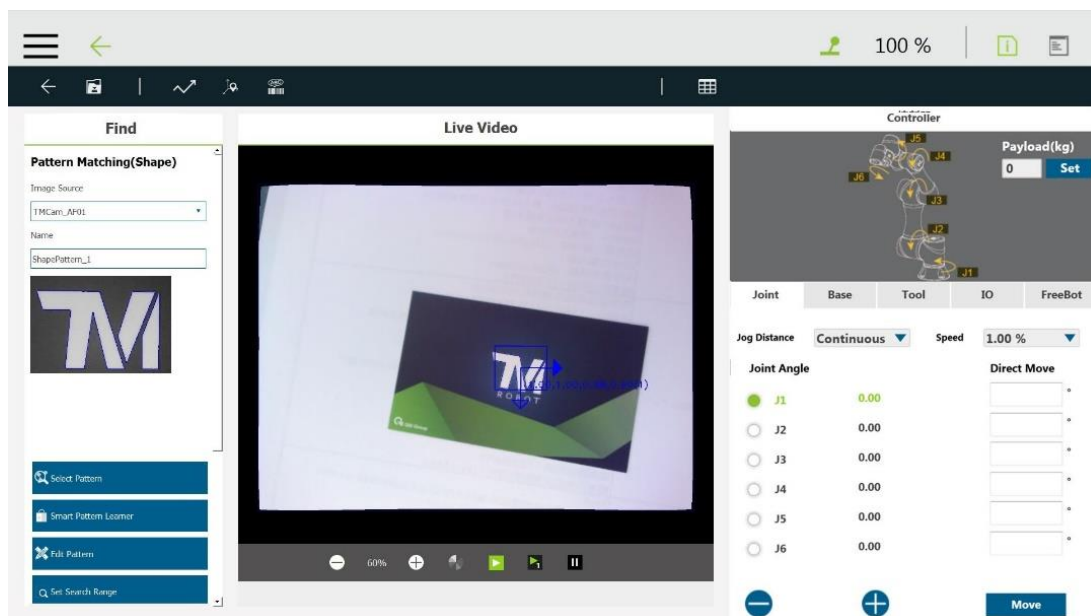 100 %
Find
Pattern Matching(Shape)
Image Source
TMCam_AF01
Name
ShapePattern_1
TM
Select Pattern
Smart Pattern Learner
Edit Pattern
Set Search Range
Live Video
TM
ROBOT
60%
Controller
Payload(kg)
0 Set
J5
J4
J6
J3
J2
J1
Joint Base Tool IO FreeBot
Jog Distance Continuous Speed 1.00 %
Joint Angle Direct Move
J1 0.00 °
J2 0.00 °
J3 0.00 °
J4 0.00 °
J5 0.00 °
J6 0.00 °
Move